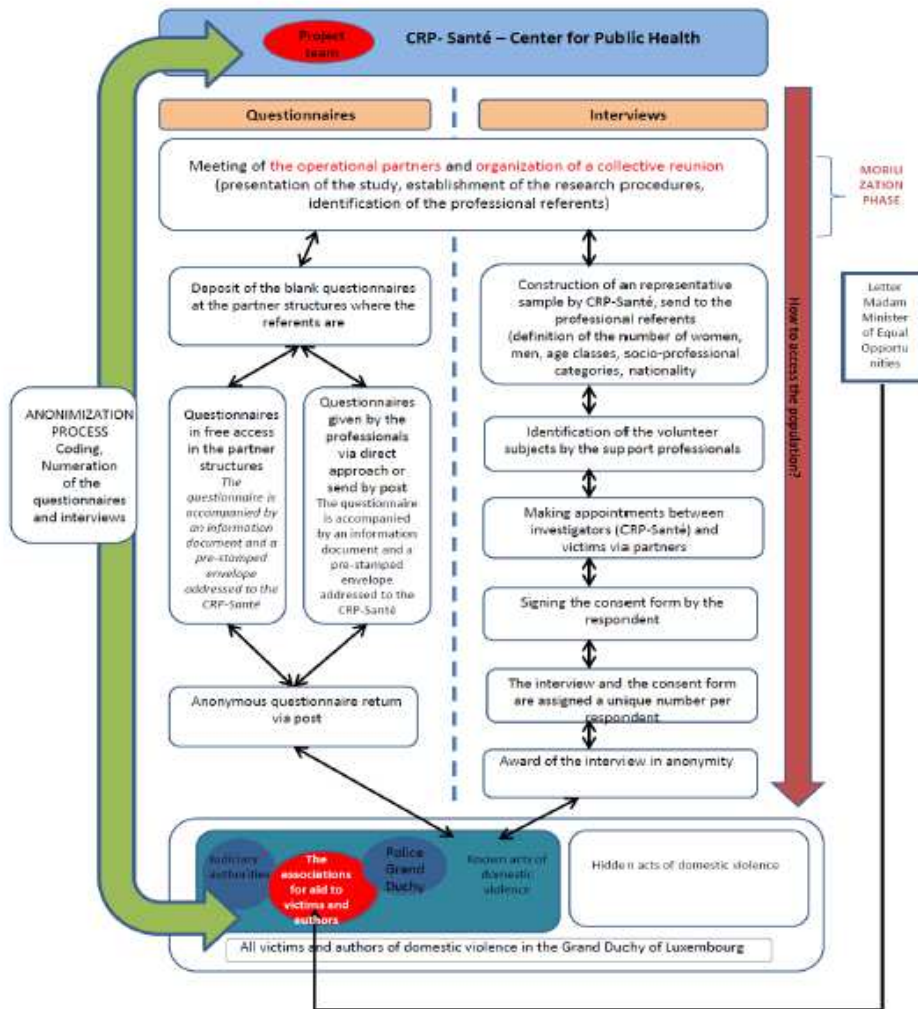 Project
team
CRP- Santé – Center for Public Health
Questionnaires
Interviews
Meeting of the operational partners and organization of a collective reunion
(presentation of the study, establishment of the research procedures,
identification of the professional referents)
MOBILI
ZATION
PHASE
Deposit of the blank questionnaires
at the partner structures where the
referents are
Construction of an representative
sample by CRP-Santé, send to the
professional referents
(definition of the number of women,
men, age classes, socio-professional
categories, nationality
How to access the population?
Letter
Madam
Minister
of Equal
Opportu
nities
ANONIMIZATION
PROCESS
Coding,
Numeration
of the
questionnaires
and interviews
Questionnaires
in free access
in the partner
structures
The
questionnaire is
accompanied by
an information
document and a
pre-stamped
envelope
addressed to the
CRP-Santé
Questionnaires
given by the
professionals
via direct
approach or
send by post
The questionnaire
is accompanied
by an information
document and a
pre-stamped
envelope
addressed to the
CRP-Santé
Identification of the volunteer
subjects by the support professionals
Making appointments between
investigators (CRP-Santé) and
victims via partners
Signing the consent form by the
respondent
The interview and the consent form
are assigned a unique number per
respondent
Anonymous questionnaire return
via post
Award of the interview in anonymity
Judiciary
authorities
The
associations
for aid to
victims and
authors
Police
Grand
Duchy
Known acts of
domestic
violence
Hidden acts of domestic violence
All victims and authors of domestic violence in the Grand Duchy of Luxembourg